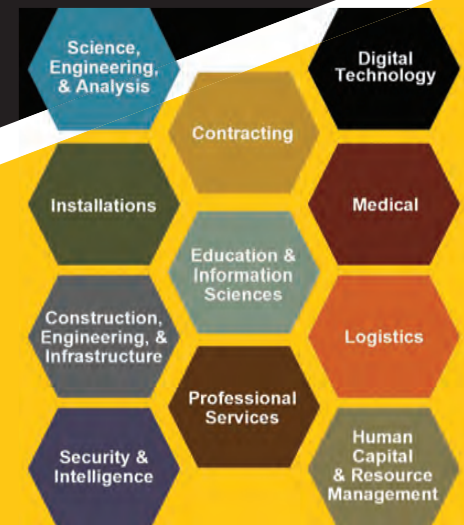 Science,
Engineering,
& Analysis
Digital
Technology
Contracting
Installations
Medical
Education &
Information
Sciences
Construction,
Engineering, &
Infrastructure
Logistics
Professional
Services
Security &
Intelligence
Human
Capital
& Resource
Management